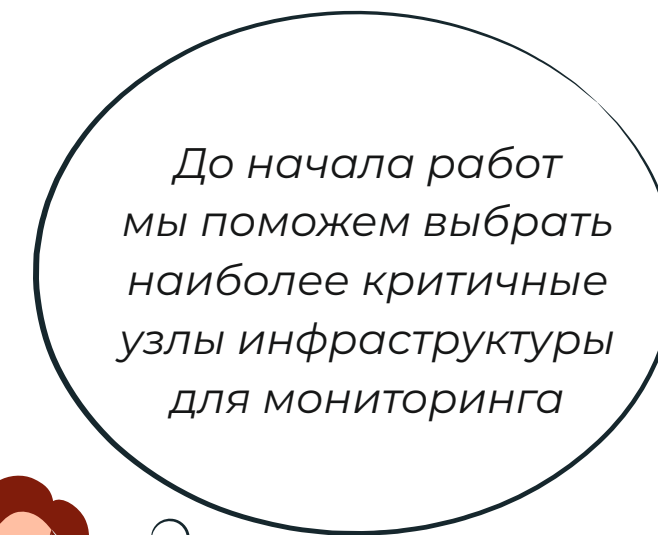 До начала работ
мы поможем выбрать
наиболее критичные
узлы инфраструктуры
для мониторинга